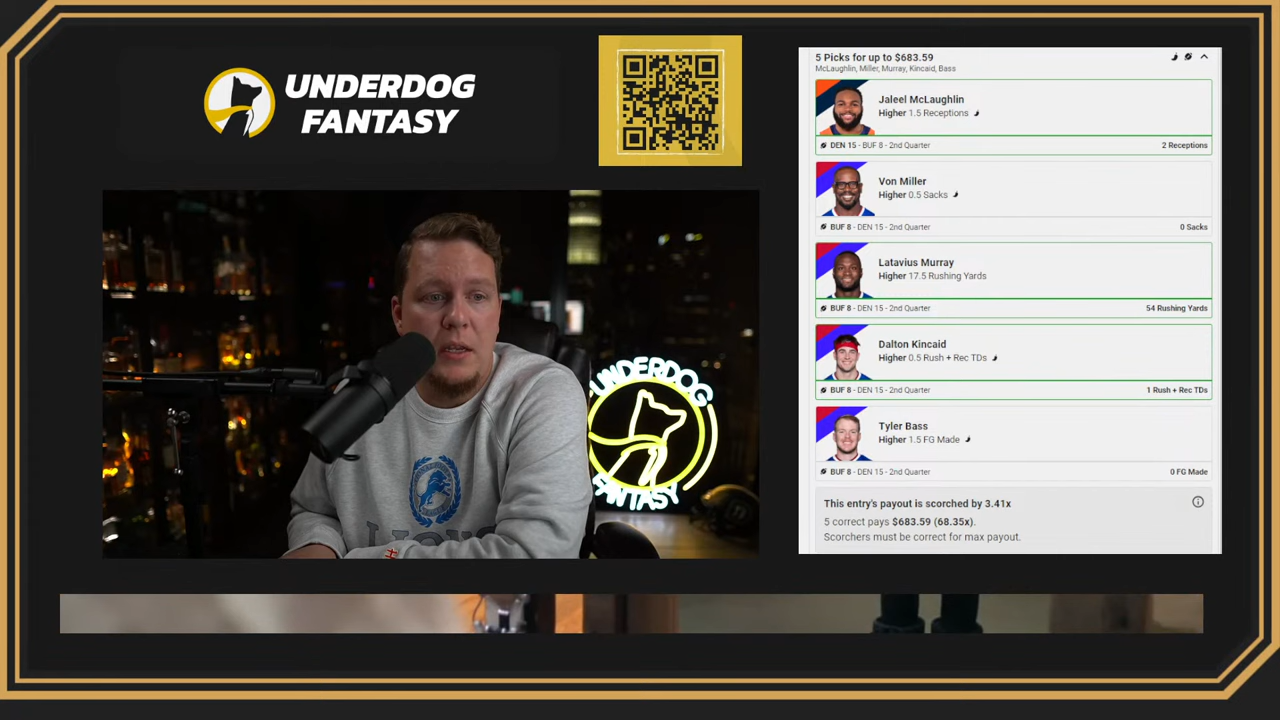 UNDERDOG
FANTASY
5 Picks for up to $683.59
McLaughlin, Miller, Murray, Kincaid, Bass
Jaleel McLaughlin
Higher 1.5 Receptions
DEN 15 - BUF 8 - 2nd Quarter
2 Receptions
Von Miller
Higher 0.5 Sacks
BUF 8 - DEN 15 - 2nd Quarter
0 Sacks
Latavius Murray
Higher 17.5 Rushing Yards
BUF 8 - DEN 15 - 2nd Quarter
54 Rushing Yards
Dalton Kincaid
Higher 0.5 Rush + Rec TDs
BUF 8 - DEN 15 - 2nd Quarter
1 Rush + Rec TDs
Tyler Bass
Higher 1.5 FG Made
BUF 8 - DEN 15 - 2nd Quarter
0 FG Made
This entry's payout is scorched by 3.41x
5 correct pays $683.59 (68.35x).
Scorchers must be correct for max payout.
UNDERDOG
FANTASY
LIONS